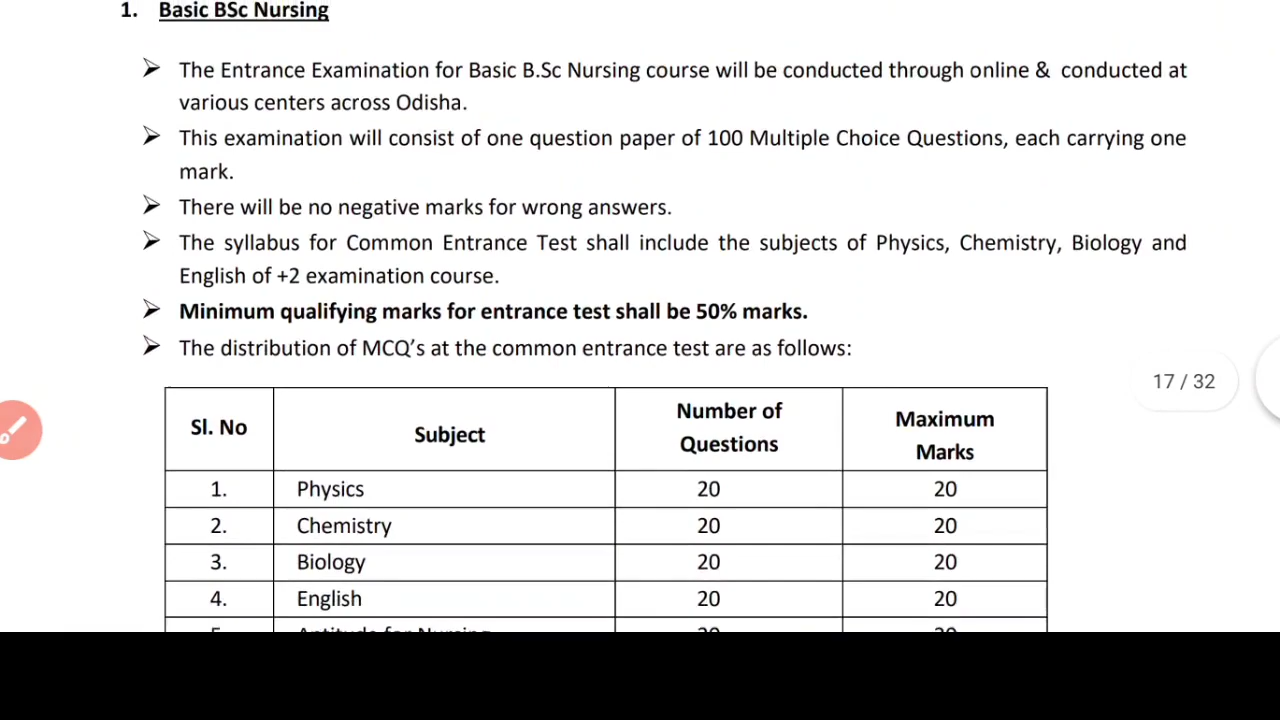 1. Basic BSc Nursing
➢ The Entrance Examination for Basic B.Sc Nursing course will be conducted through online & conducted at
various centers across Odisha.
➢ This examination will consist of one question paper of 100 Multiple Choice Questions, each carrying one
mark.
➢ There will be no negative marks for wrong answers.
➢ The syllabus for Common Entrance Test shall include the subjects of Physics, Chemistry, Biology and
English of +2 examination course.
➢ Minimum qualifying marks for entrance test shall be 50% marks.
➢ The distribution of MCQ's at the common entrance test are as follows:
17 / 32
Sl. No Subject Number of Questions Maximum Marks
1. Physics 20 20
2. Chemistry 20 20
3. Biology 20 20
4. English 20 20